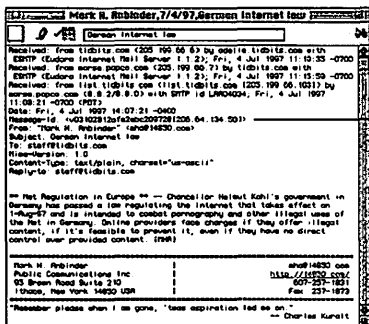 Mark H. Anbinder,7/4/97,German Internet law
German Internet law
Received: from tidbits.com (205.199.66.6) by adelie.tidbits.com with
ESMTP (Eudora Internet Mail Server 1.1.2); Fri, 4 Jul 1997 11:13:33 -0700
Received: from morse.popco.com (205.199.66.7) by tidbits.com with
ESMTP (Eudora Internet Mail Server 1.1.2); Fri, 4 Jul 1997 11:13:59 -0700
Received: from list.tidbits.com (list.tidbits.com [205.199.66.103]) by
morse.popco.com (8.8.2/8.8.0) with SMTP id LAA04034; Fri, 4 Jul 1997
11:08:21 -0700 (PDT)
Date: Fri, 4 Jul 1997 14:07:21 -0400
Message-Id:
From: "Mark H. Anbinder" <mha@14850.com>
Subject: German Internet law
To: staff@tidbits.com
Mime-Version: 1.0
Content-Type: text/plain; charset="us-ascii"
Reply-to: staff@tidbits.com
** Net Regulation in Europe ** -- Chancellor Helmut Kohl's government in
Germany has passed a law regulating the Internet that takes effect on
1-Aug-97 and is intended to combat pornography and other illegal uses of
the Net in Germany. Online providers face charges if they offer illegal
content, if it's feasible to prevent it, even if they have no direct
control over provided content. (MHA)
Mark H. Anbinder mha@14850.com
Public Communications Inc http://14850.com
93 Breen Road Suite 210 607-257-1831
Ithaca, New York 14850 USA Fax 237-1873
"Remember please when I am gone, 'twas aspiration led me on."
-- Charles Kuralt